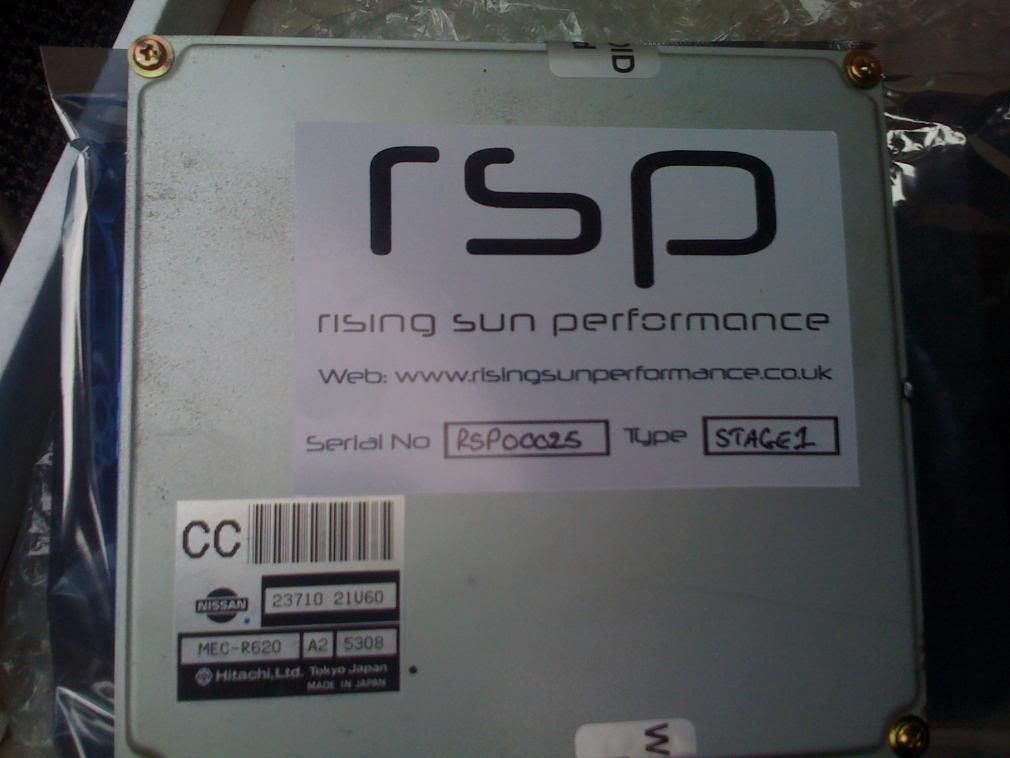 OID
d
rsp
rising sun performance
Web: www.risingsunperformance.co.uk
Serial No RSP00025 Type STAGE1
CC
NISSAN 23710 21U60
MEC-R620 A2 5308
Hitachi,Ltd. Tokyo Japan
MADE IN JAPAN
W